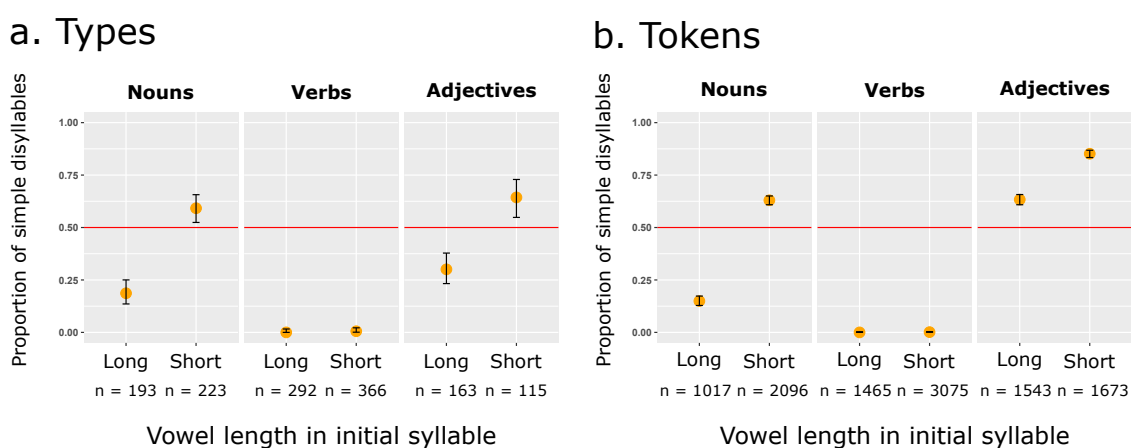 a. Types
Proportion of simple disyllables
Nouns Verbs Adjectives
1.00
0.75
0.50
0.25
0.00
Long Short Long Short Long Short
n = 193 n = 223 n = 292 n = 366 n = 163 n = 115
Vowel length in initial syllable
b. Tokens
Proportion of simple disyllables
Nouns Verbs Adjectives
1.00
0.75
0.50
0.25
0.00
Long Short Long Short Long Short
n = 1017 n = 2096 n = 1465 n = 3075 n = 1543 n = 1673
Vowel length in initial syllable